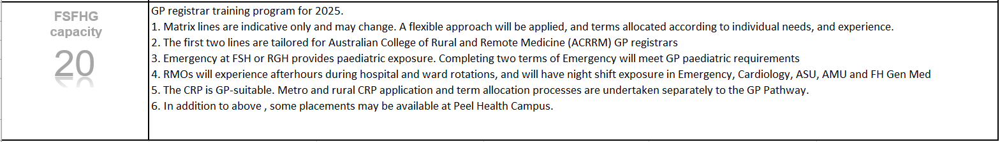 FSFHG
capacity
20
GP registrar training program for 2025.
1. Matrix lines are indicative only and may change. A flexible approach will be applied, and terms allocated according to individual needs, and experience.
2. The first two lines are tailored for Australian College of Rural and Remote Medicine (ACRRM) GP registrars
3. Emergency at FSH or RGH provides paediatric exposure. Completing two terms of Emergency will meet GP paediatric requirements
4. RMOs will experience afterhours during hospital and ward rotations, and will have night shift exposure in Emergency, Cardiology, ASU, AMU and FH Gen Med
5. The CRP is GP-suitable. Metro and rural CRP application and term allocation processes are undertaken separately to the GP Pathway.
6. In addition to above , some placements may be available at Peel Health Campus.